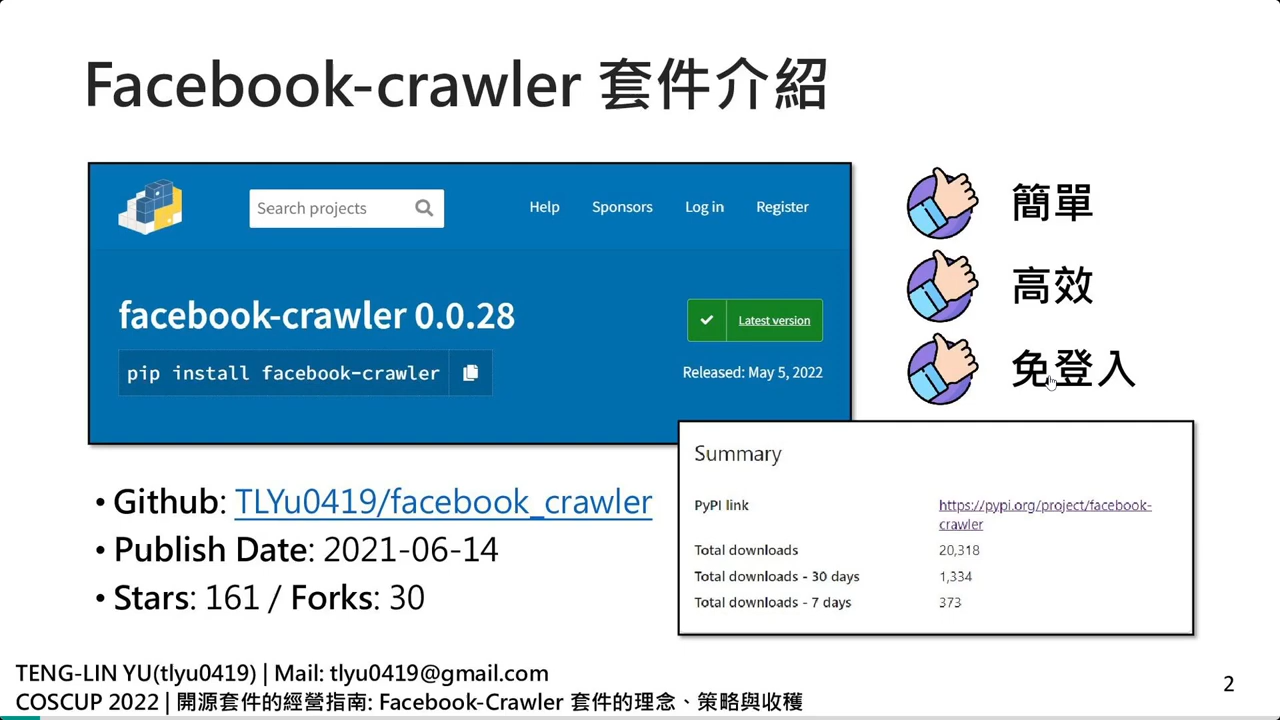 Facebook-crawler 套件介紹
Search projects
Help
Sponsors
Log in
Register
facebook-crawler 0.0.28
Latest version
pip install facebook-crawler
Released: May 5, 2022
簡單
高效
免登入
Summary
PyPI link
https://pypi.org/project/facebook-
crawler
Total downloads
20,318
Total downloads - 30 days
1,334
Total downloads - 7 days
373
• Github: TLYu0419/facebook_crawler
• Publish Date: 2021-06-14
• Stars: 161 / Forks: 30
TENG-LIN YU(tlyu0419) | Mail: tlyu0419@gmail.com
COSCUP 2022 | 開源套件的經營指南: Facebook-Crawler 套件的理念、策略與收穫
2